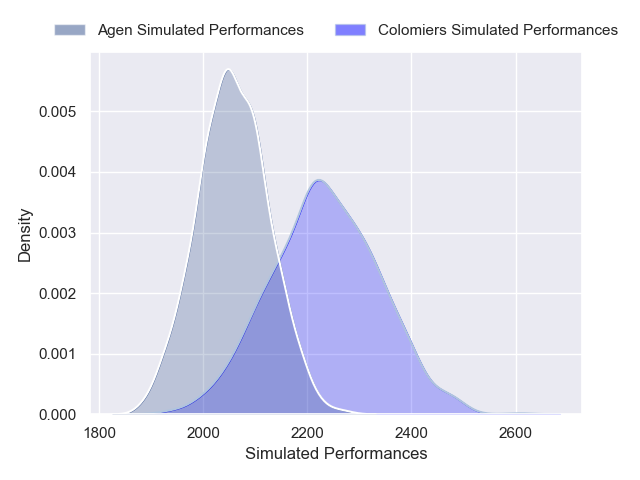 Agen Simulated Performances Colomiers Simulated Performances
0.005
0.004
0.003
0.002
0.001
0.000
Density
1800 2000 2200 2400 2600
Simulated Performances